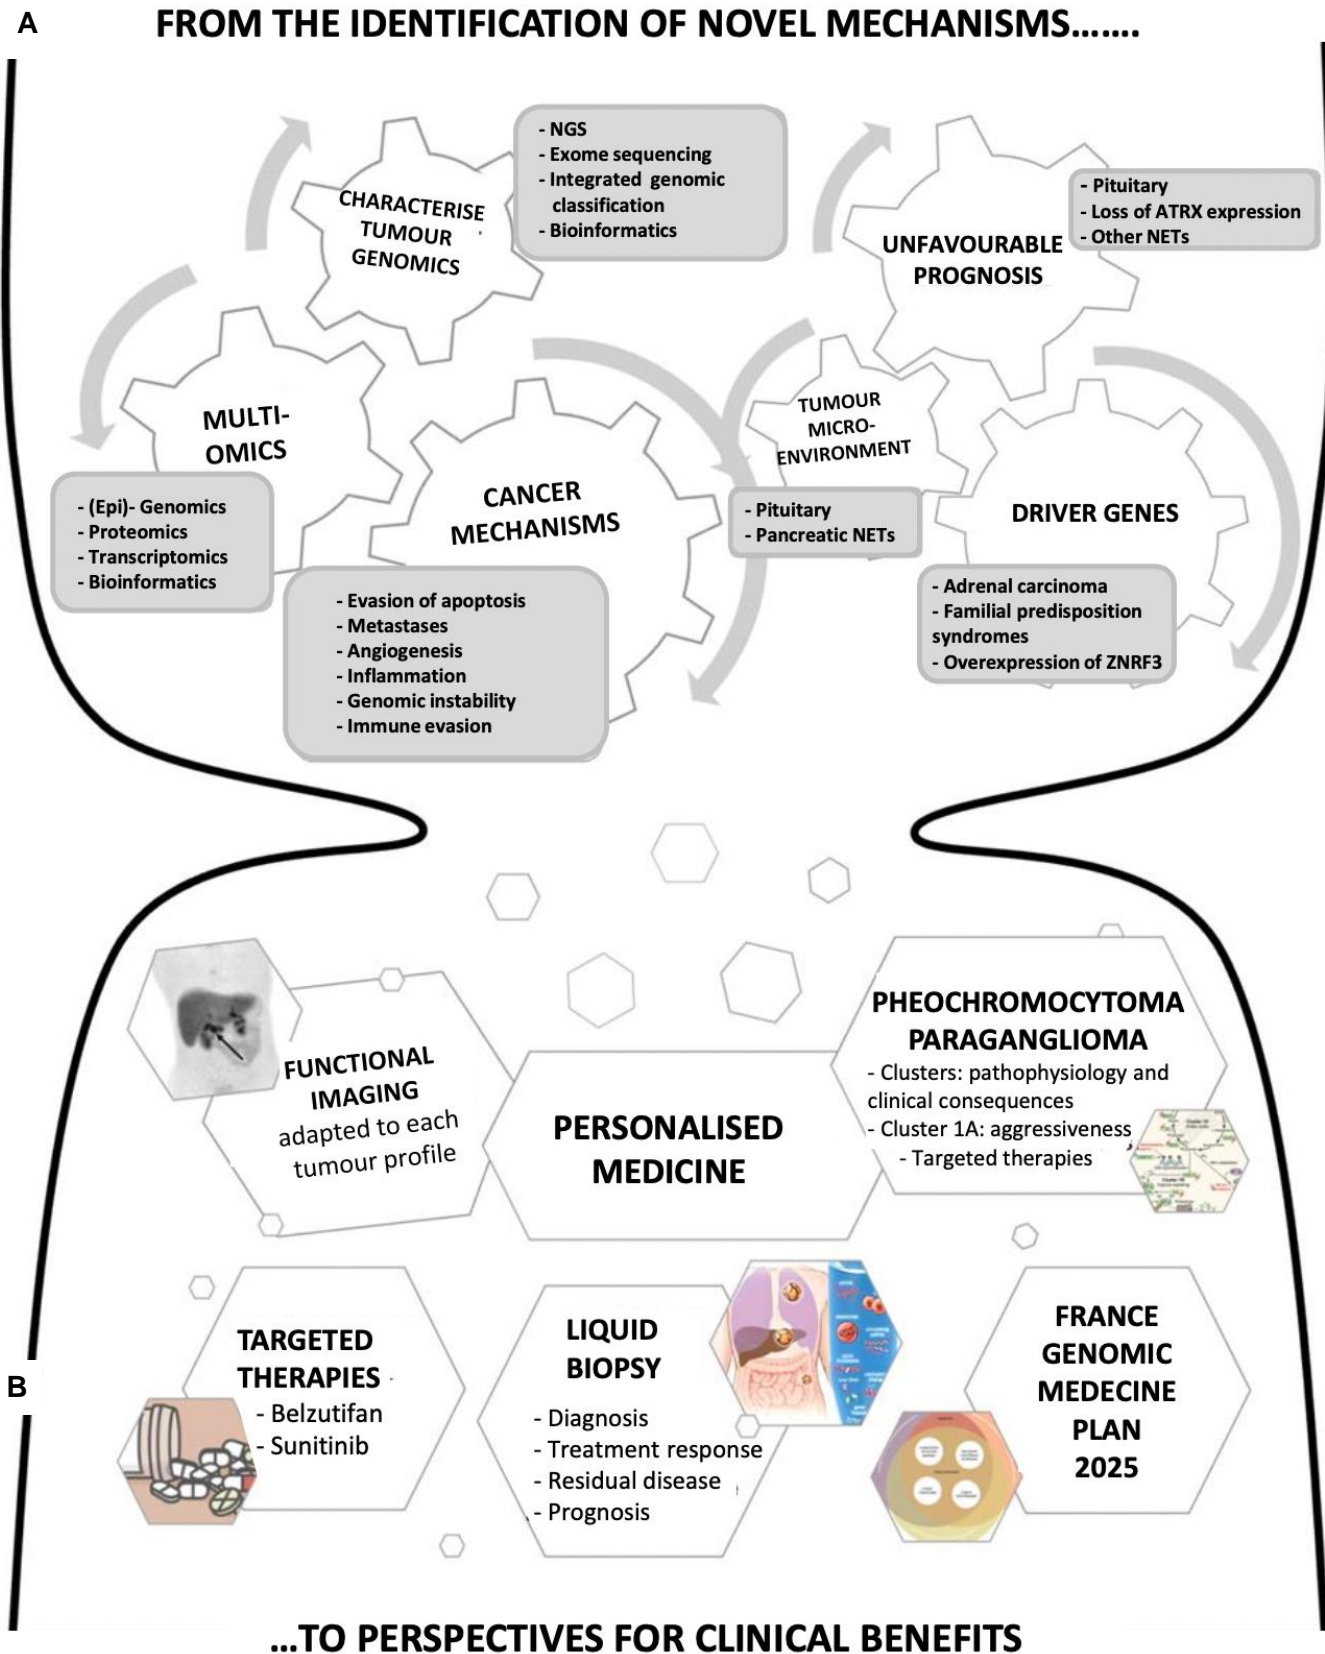 A
FROM THE IDENTIFICATION OF NOVEL MECHANISMS.......
CHARACTERISE
TUMOUR
GENOMICS
- NGS
- Exome sequencing
- Integrated genomic
classification
- Bioinformatics
UNFAVOURABLE
PROGNOSIS
- Pituitary
- Loss of ATRX expression
- Other NETs
MULTI-
OMICS
- (Epi)- Genomics
- Proteomics
- Transcriptomics
- Bioinformatics
CANCER
MECHANISMS
- Evasion of apoptosis
- Metastases
- Angiogenesis
- Inflammation
- Genomic instability
- Immune evasion
TUMOUR
MICRO-
ENVIRONMENT
- Pituitary
- Pancreatic NETs
DRIVER GENES
- Adrenal carcinoma
- Familial predisposition
syndromes
- Overexpression of ZNRF3
FUNCTIONAL
IMAGING
adapted to each
tumour profile
PERSONALISED
MEDICINE
PHEOCHROMOCYTOMA
PARAGANGLIOMA
- Clusters: pathophysiology and
clinical consequences
- Cluster 1A: aggressiveness
- Targeted therapies
B
TARGETED
THERAPIES
- Belzutifan
- Sunitinib
LIQUID
BIOPSY
- Diagnosis
- Treatment response
- Residual disease
- Prognosis
FRANCE
GENOMIC
MEDECINE
PLAN
2025
...TO PERSPECTIVES FOR CLINICAL BENEFITS